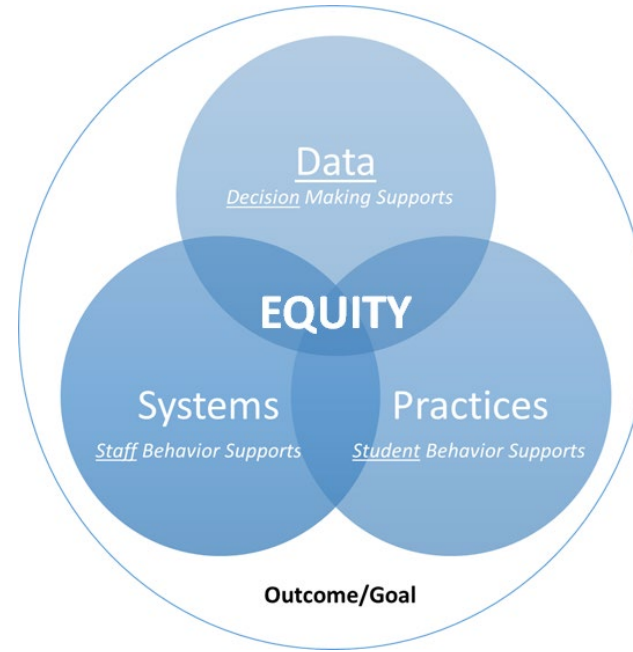 Data
Decision Making Supports
EQUITY
Systems
Staff Behavior Supports
Practices
Student Behavior Supports
Outcome/Goal